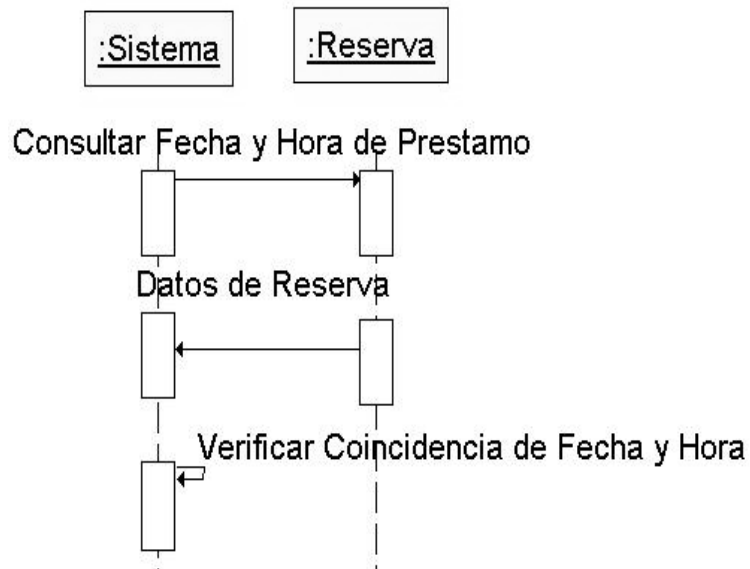 :Sistema
:Reserva
Consultar Fecha y Hora de Prestamo
Datos de Reserva
Verificar Coincidencia de Fecha y Hora